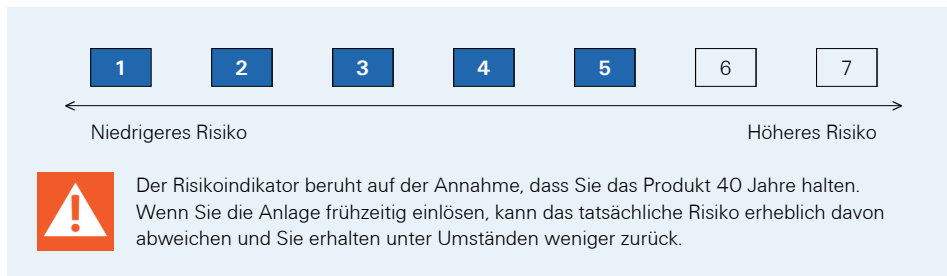 1 2 3 4 5 6 7
Niedrigeres Risiko Höheres Risiko
Der Risikoindikator beruht auf der Annahme, dass Sie das Produkt 40 Jahre halten.
Wenn Sie die Anlage frühzeitig einlösen, kann das tatsächliche Risiko erheblich davon
abweichen und Sie erhalten unter Umständen weniger zurück.